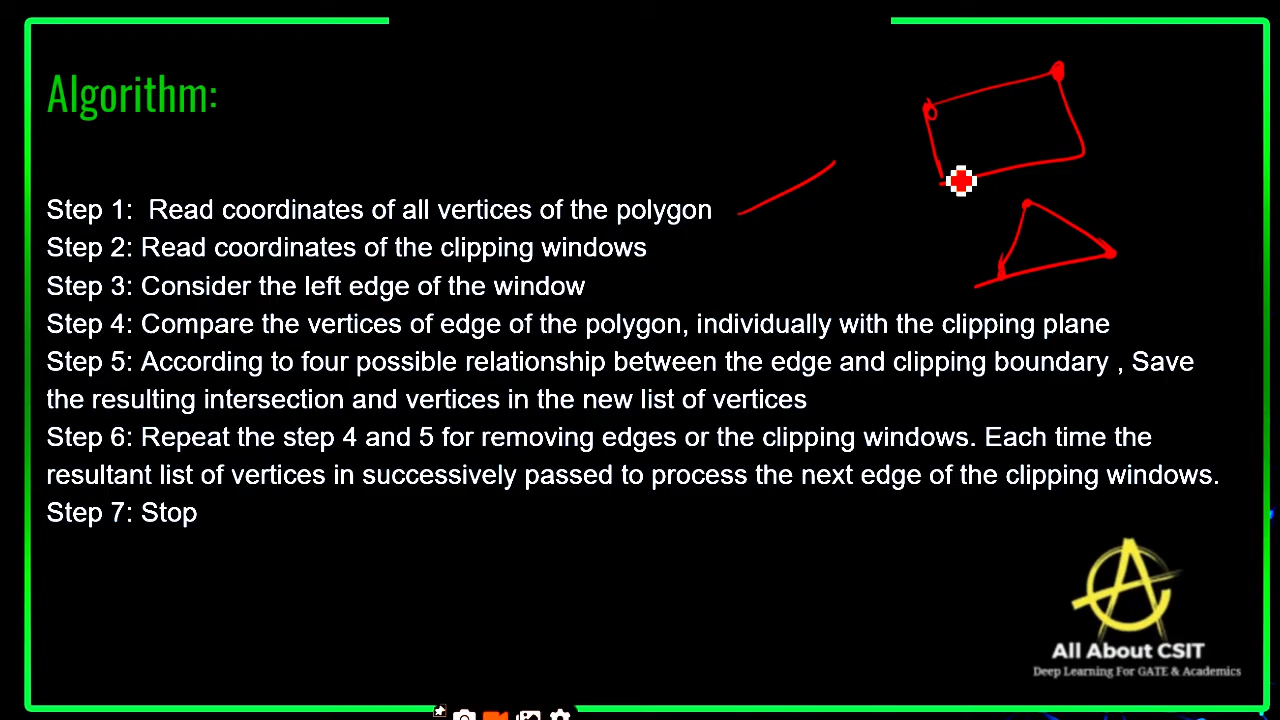 Algorithm:
Step 1:  Read coordinates of all vertices of the polygon
Step 2: Read coordinates of the clipping windows
Step 3: Consider the left edge of the window
Step 4: Compare the vertices of edge of the polygon, individually with the clipping plane
Step 5: According to four possible relationship between the edge and clipping boundary , Save
the resulting intersection and vertices in the new list of vertices
Step 6: Repeat the step 4 and 5 for removing edges or the clipping windows. Each time the
resultant list of vertices in successively passed to process the next edge of the clipping windows.
Step 7: Stop
All About CSIT
Deep Learning For GATE & Academics